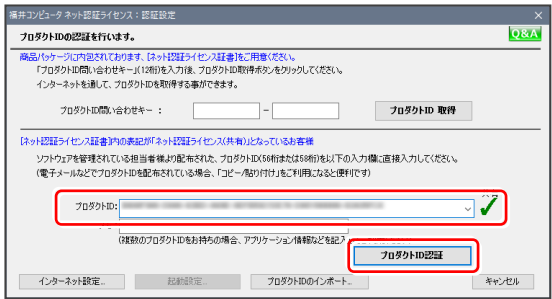 福井コンピュータ ネット認証ライセンス：認証設定
プロダクトIDの認証を行います。
Q&A
商品パッケージに内包されております、【ネット認証ライセンス証書】をご用意ください。
「プロダクトID問い合わせキー」(12桁)を入力後、プロダクトID取得ボタンをクリックしてください。
インターネットを通して、プロダクトIDを取得する事ができます。
プロダクトID問い合わせキー :
-
プロダクトID 取得
【ネット認証ライセンス証書】内の表記が「ネット認証ライセンス(共有)」となっているお客様
ソフトウェアを管理されている担当者様より配布された、プロダクトID(56桁または58桁)を以下の入力欄に直接入力してください。
(電子メールなどでプロダクトIDを配布されている場合、「コピー/貼り付け」をご利用になると便利です)
プロダクトID:
(複数のプロダクトIDをお持ちの場合、アプリケーション情報などを記入
プロダクトID認証
インターネット設定...
起動設定...
プロダクトIDのインポート...
キャンセル